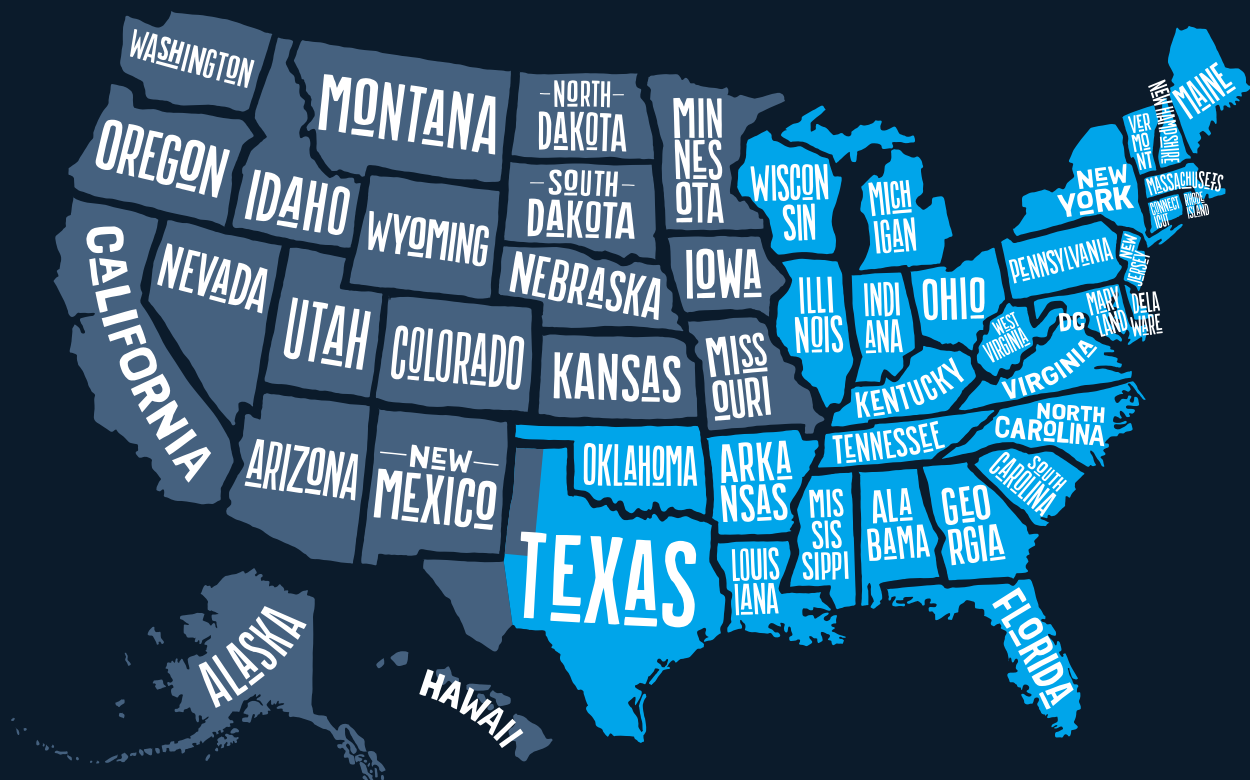 WASHINGTON
OREGON
CALIFORNIA
IDAHO
NEVADA
MONTANA
WYOMING
UTAH
COLORADO
ARIZONA
NEW
MEXICO
NORTH
DAKOTA
SOUTH
DAKOTA
NEBRASKA
KANSAS
OKLAHOMA
TEXAS
MIN
NES
OTA
IOWA
MISS
OURI
ARKA
NSAS
LOUIS
IANA
WISCON
SIN
ILLI
NOIS
MICH
IGAN
INDI
ANA
OHIO
KENTUCKY
TENNESSEE
MIS
SIS
SIPPI
ALA
BAMA
GEO
RGIA
FLORIDA
SOUTH
CAROLINA
NORTH
CAROLINA
VIRGINIA
WEST
VIRGINIA
DC
MARY
LAND
DELA
WARE
PENNSYLVANIA
NEW
JERSEY
NEW
YORK
CONNECT
ICUT
RHODE
ISLAND
MASSACHUSETS
VER
MO
NT
NEW HAMPSHIRE
MAINE
ALASKA
HAWAII